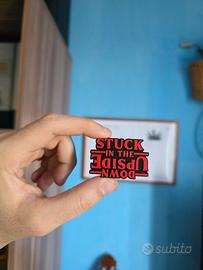 STUCK
IN THE
UPSIDE
DOWN
subito